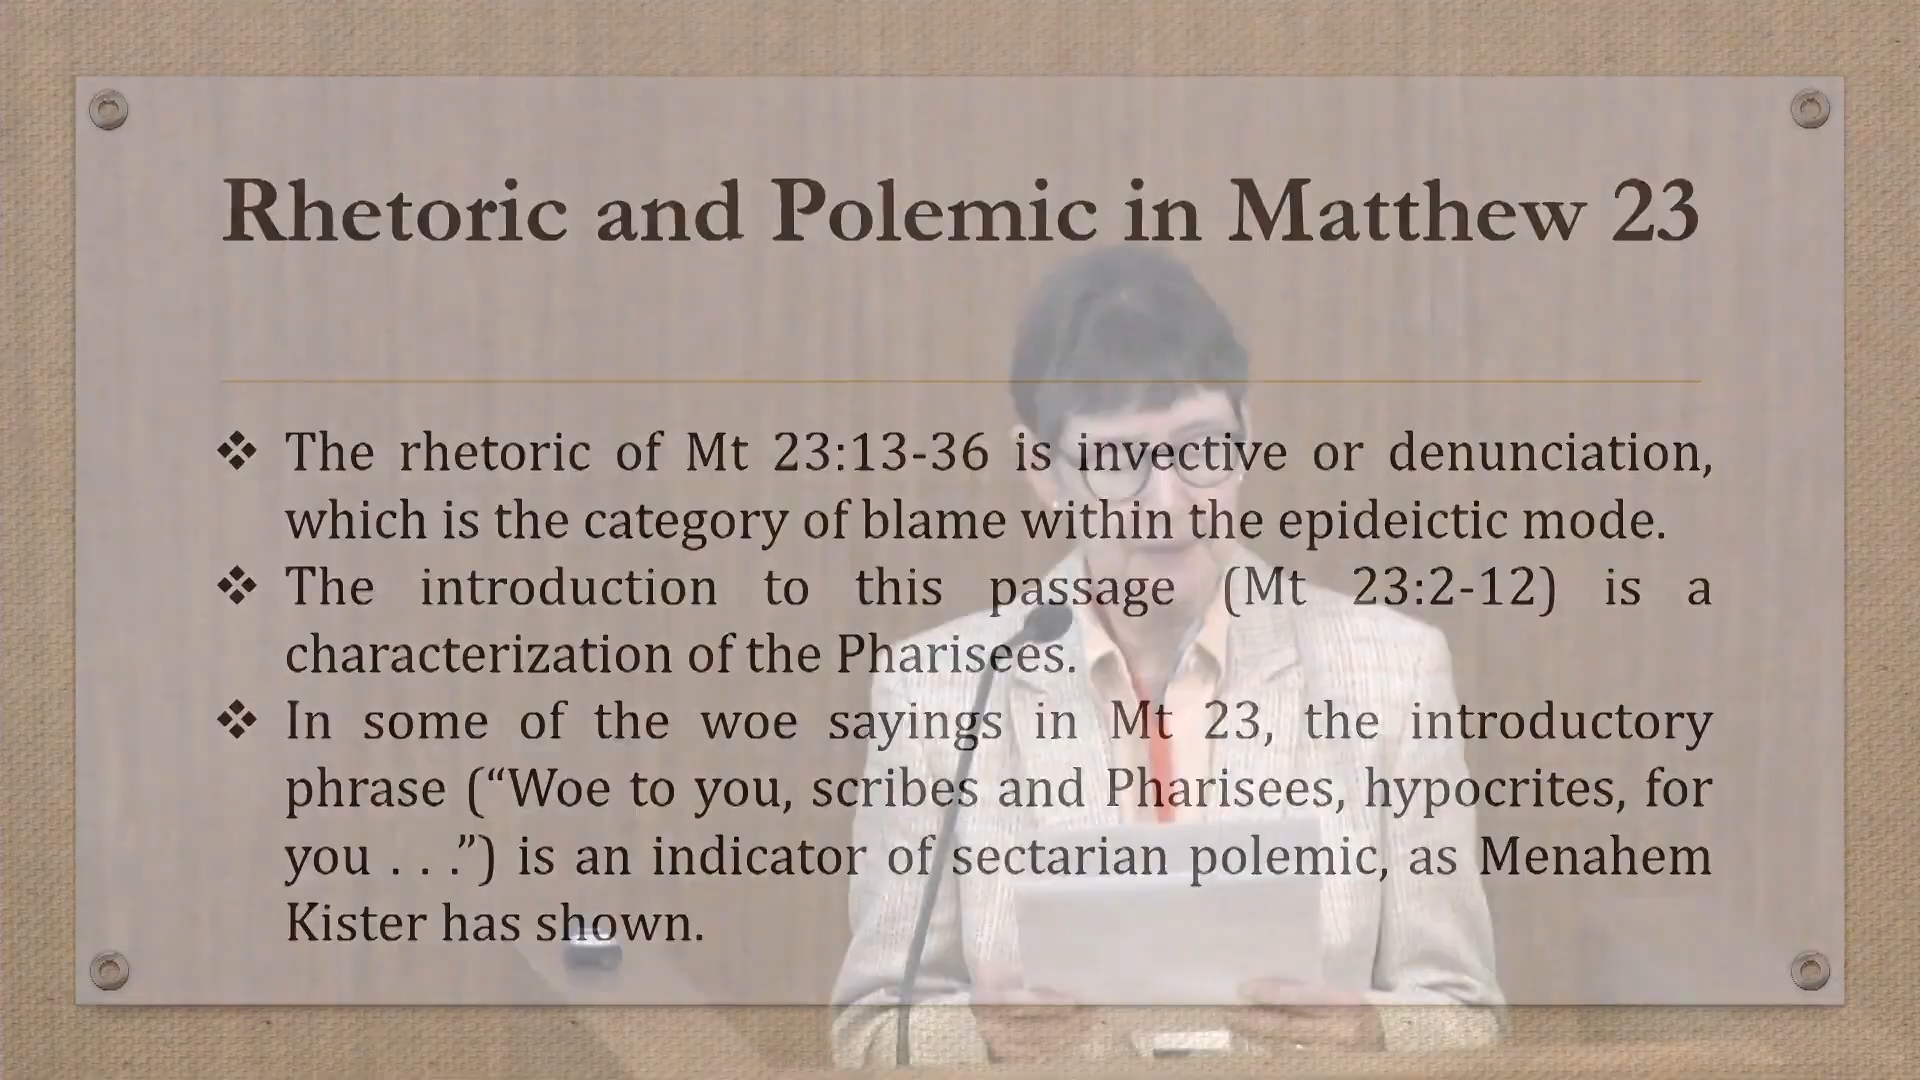 Rhetoric and Polemic in Matthew 23
❖ The rhetoric of Mt 23:13-36 is invective or denunciation,
which is the category of blame within the epideictic mode.
❖ The introduction to this passage (Mt 23:2-12) is a
characterization of the Pharisees.
❖ In some of the woe sayings in Mt 23, the introductory
phrase (“Woe to you, scribes and Pharisees, hypocrites, for
you . . .”) is an indicator of sectarian polemic, as Menahem
Kister has shown.